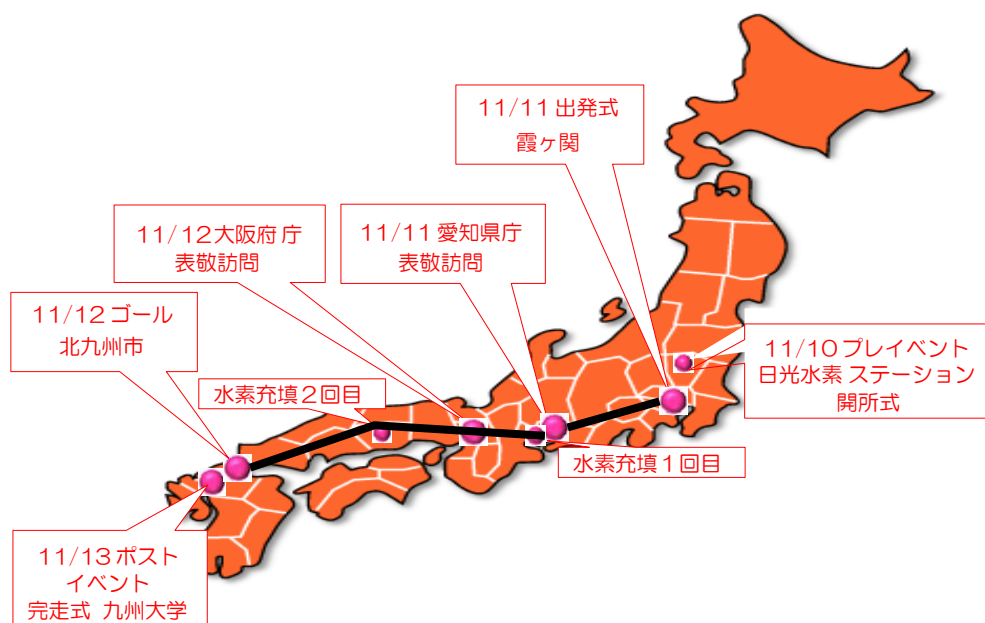 11/11 出発式
霞ヶ関
11/12大阪府 庁
表敬訪問
11/11 愛知県庁
表敬訪問
11/12 ゴール
北九州市
11/10 プレイベント
日光水素 ステーション
開所式
水素充填2回目
水素充填1回目
11/13 ポスト
イベント
完走式 九州大学